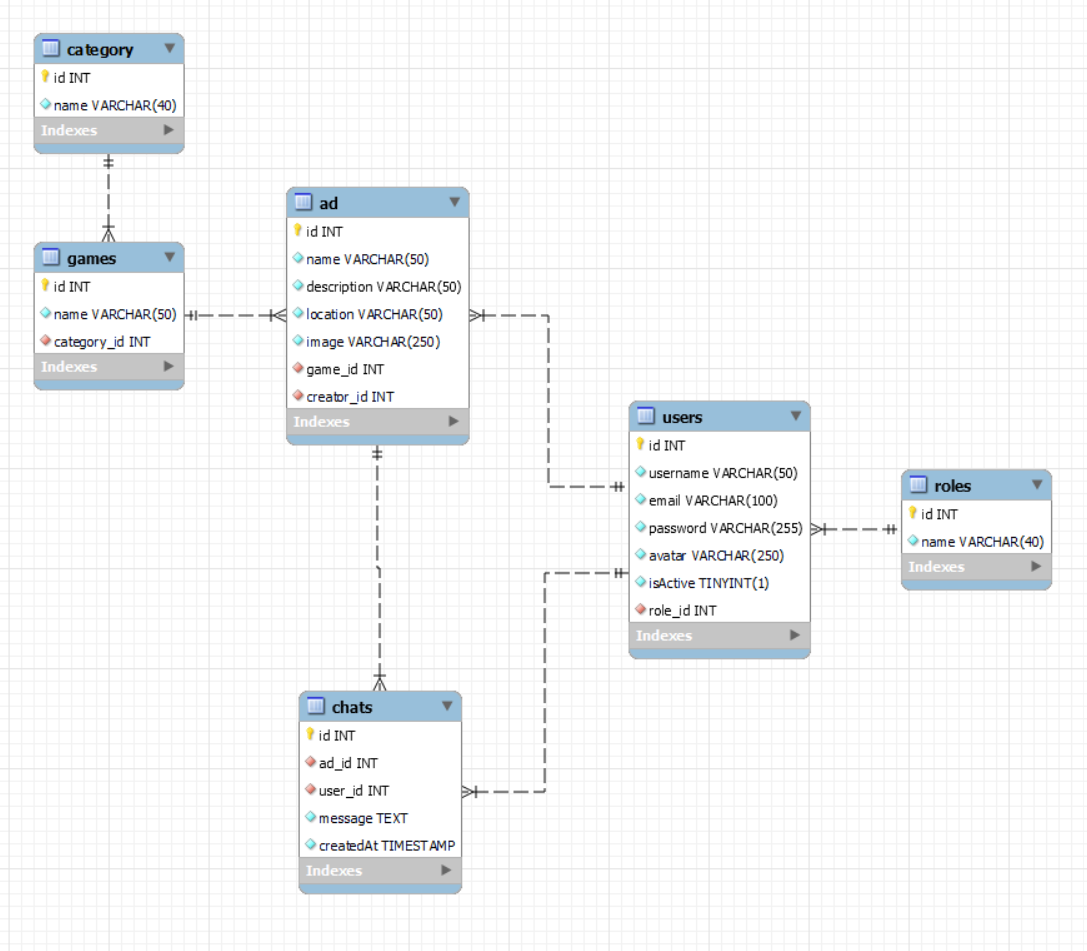 category
id INT
name VARCHAR(40)
Indexes
games
id INT
name VARCHAR(50)
category_id INT
Indexes
ad
id INT
name VARCHAR(50)
description VARCHAR(50)
location VARCHAR(50)
image VARCHAR(250)
game_id INT
creator_id INT
Indexes
users
id INT
username VARCHAR(50)
email VARCHAR(100)
password VARCHAR(255)
avatar VARCHAR(250)
isActive TINYINT(1)
role_id INT
Indexes
roles
id INT
name VARCHAR(40)
Indexes
chats
id INT
ad_id INT
user_id INT
message TEXT
createdAt TIMESTAMP
Indexes